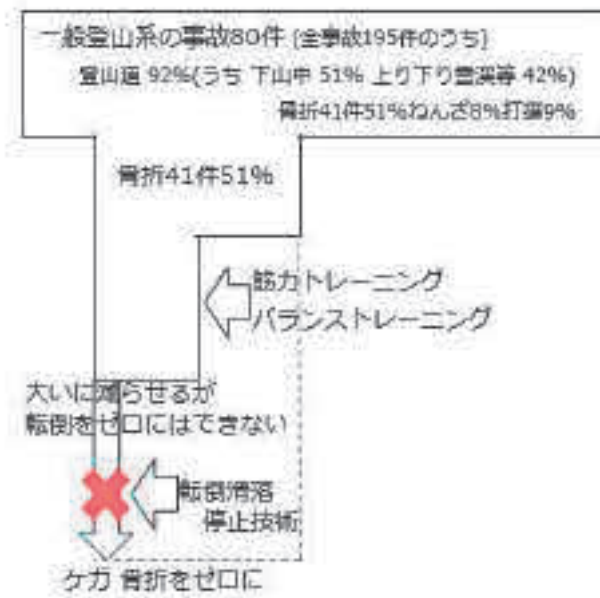 一般登山系の事故80件 (全事故195件のうち)
登山道 92%(うち 下山中 51% 上り下り雪渓等 42%)
骨折41件51%ねんざ8%打撲9%
骨折41件51%
筋力トレーニング
バランストレーニング
大いに減らせるが
転倒をゼロにはできない
転倒滑落
停止技術
ケガ 骨折をゼロに